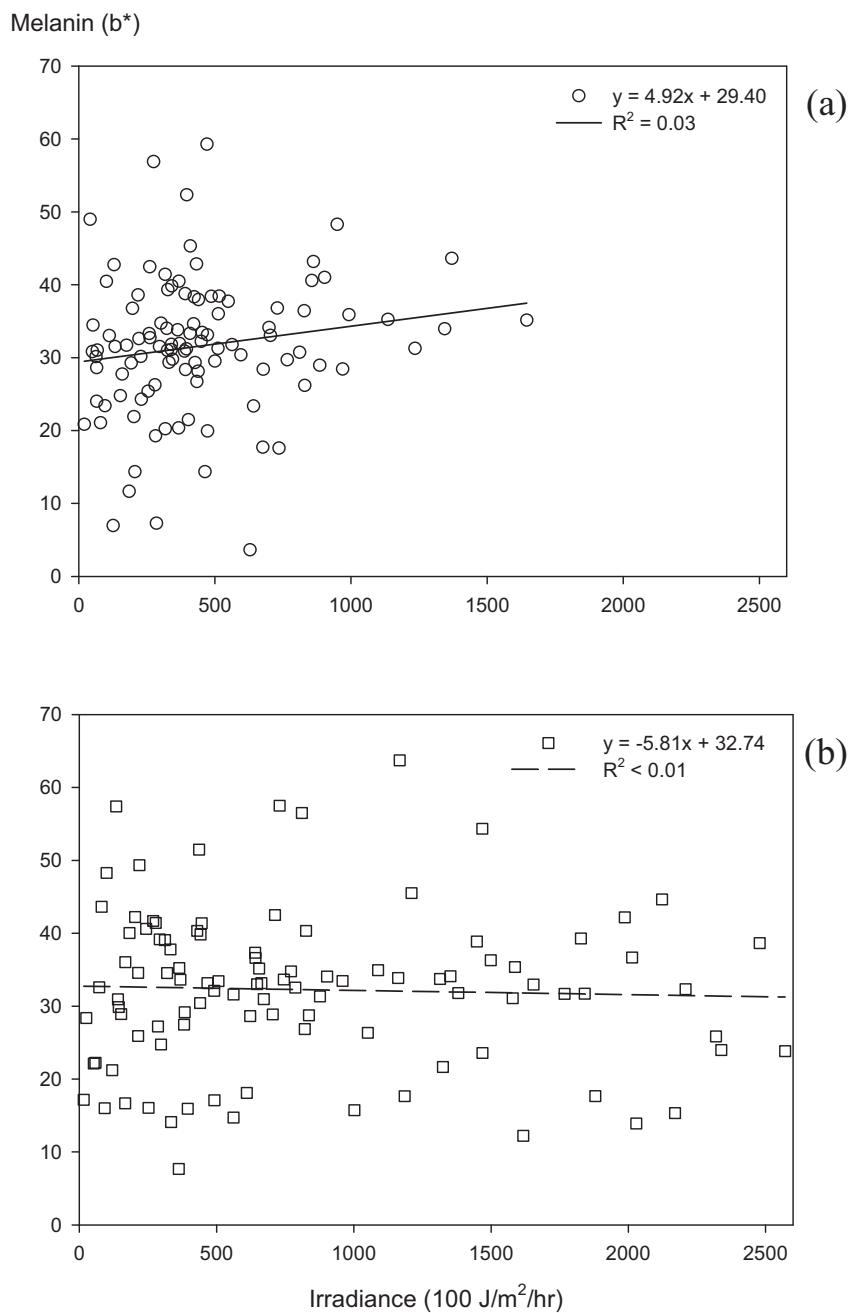 Melanin (b*)
70
60
50
40
30
20
10
0
0 500 1000 1500 2000 2500
y = 4.92x + 29.40
R² = 0.03
(a)
70
60
50
40
30
20
10
0
0 500 1000 1500 2000 2500
y = -5.81x + 32.74
R² < 0.01
(b)
Irradiance (100 J/m²/hr)